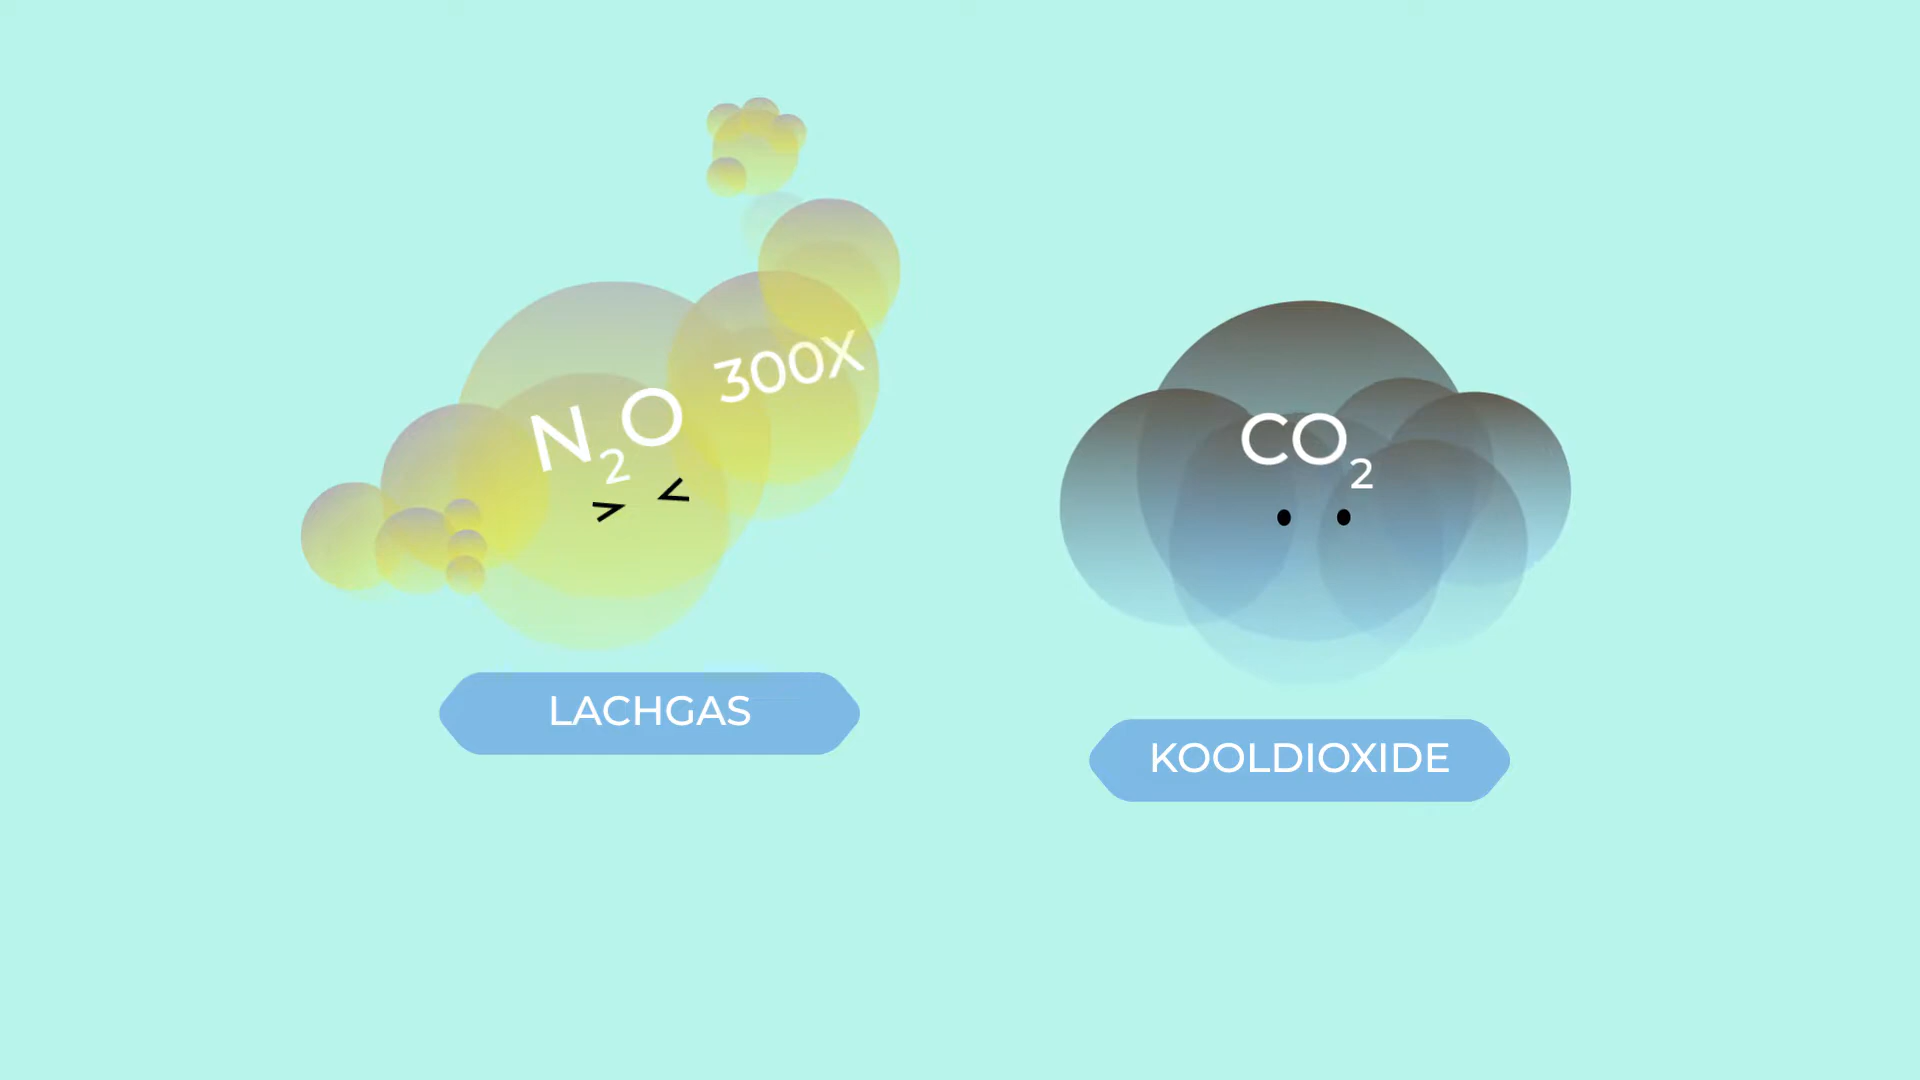 N₂O
300X
LACHGAS
CO₂
KOOLDIOXIDE